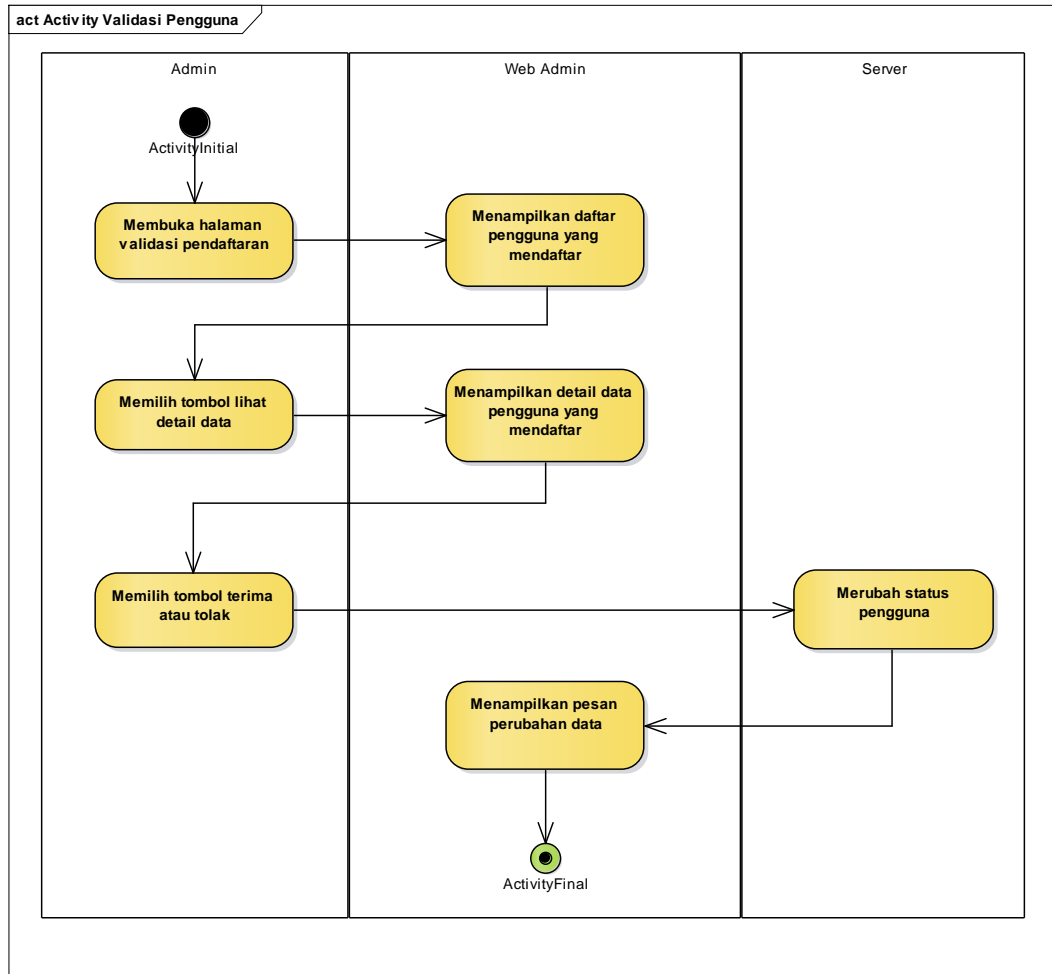 act Activity Validasi Pengguna
Admin
Web Admin
Server
ActivityInitial
Membuka halaman
validasi pendaftaran
Menampilkan daftar
pengguna yang
mendaftar
Memilih tombol lihat
detail data
Menampilkan detail data
pengguna yang
mendaftar
Memilih tombol terima
atau tolak
Merubah status
pengguna
Menampilkan pesan
perubahan data
ActivityFinal